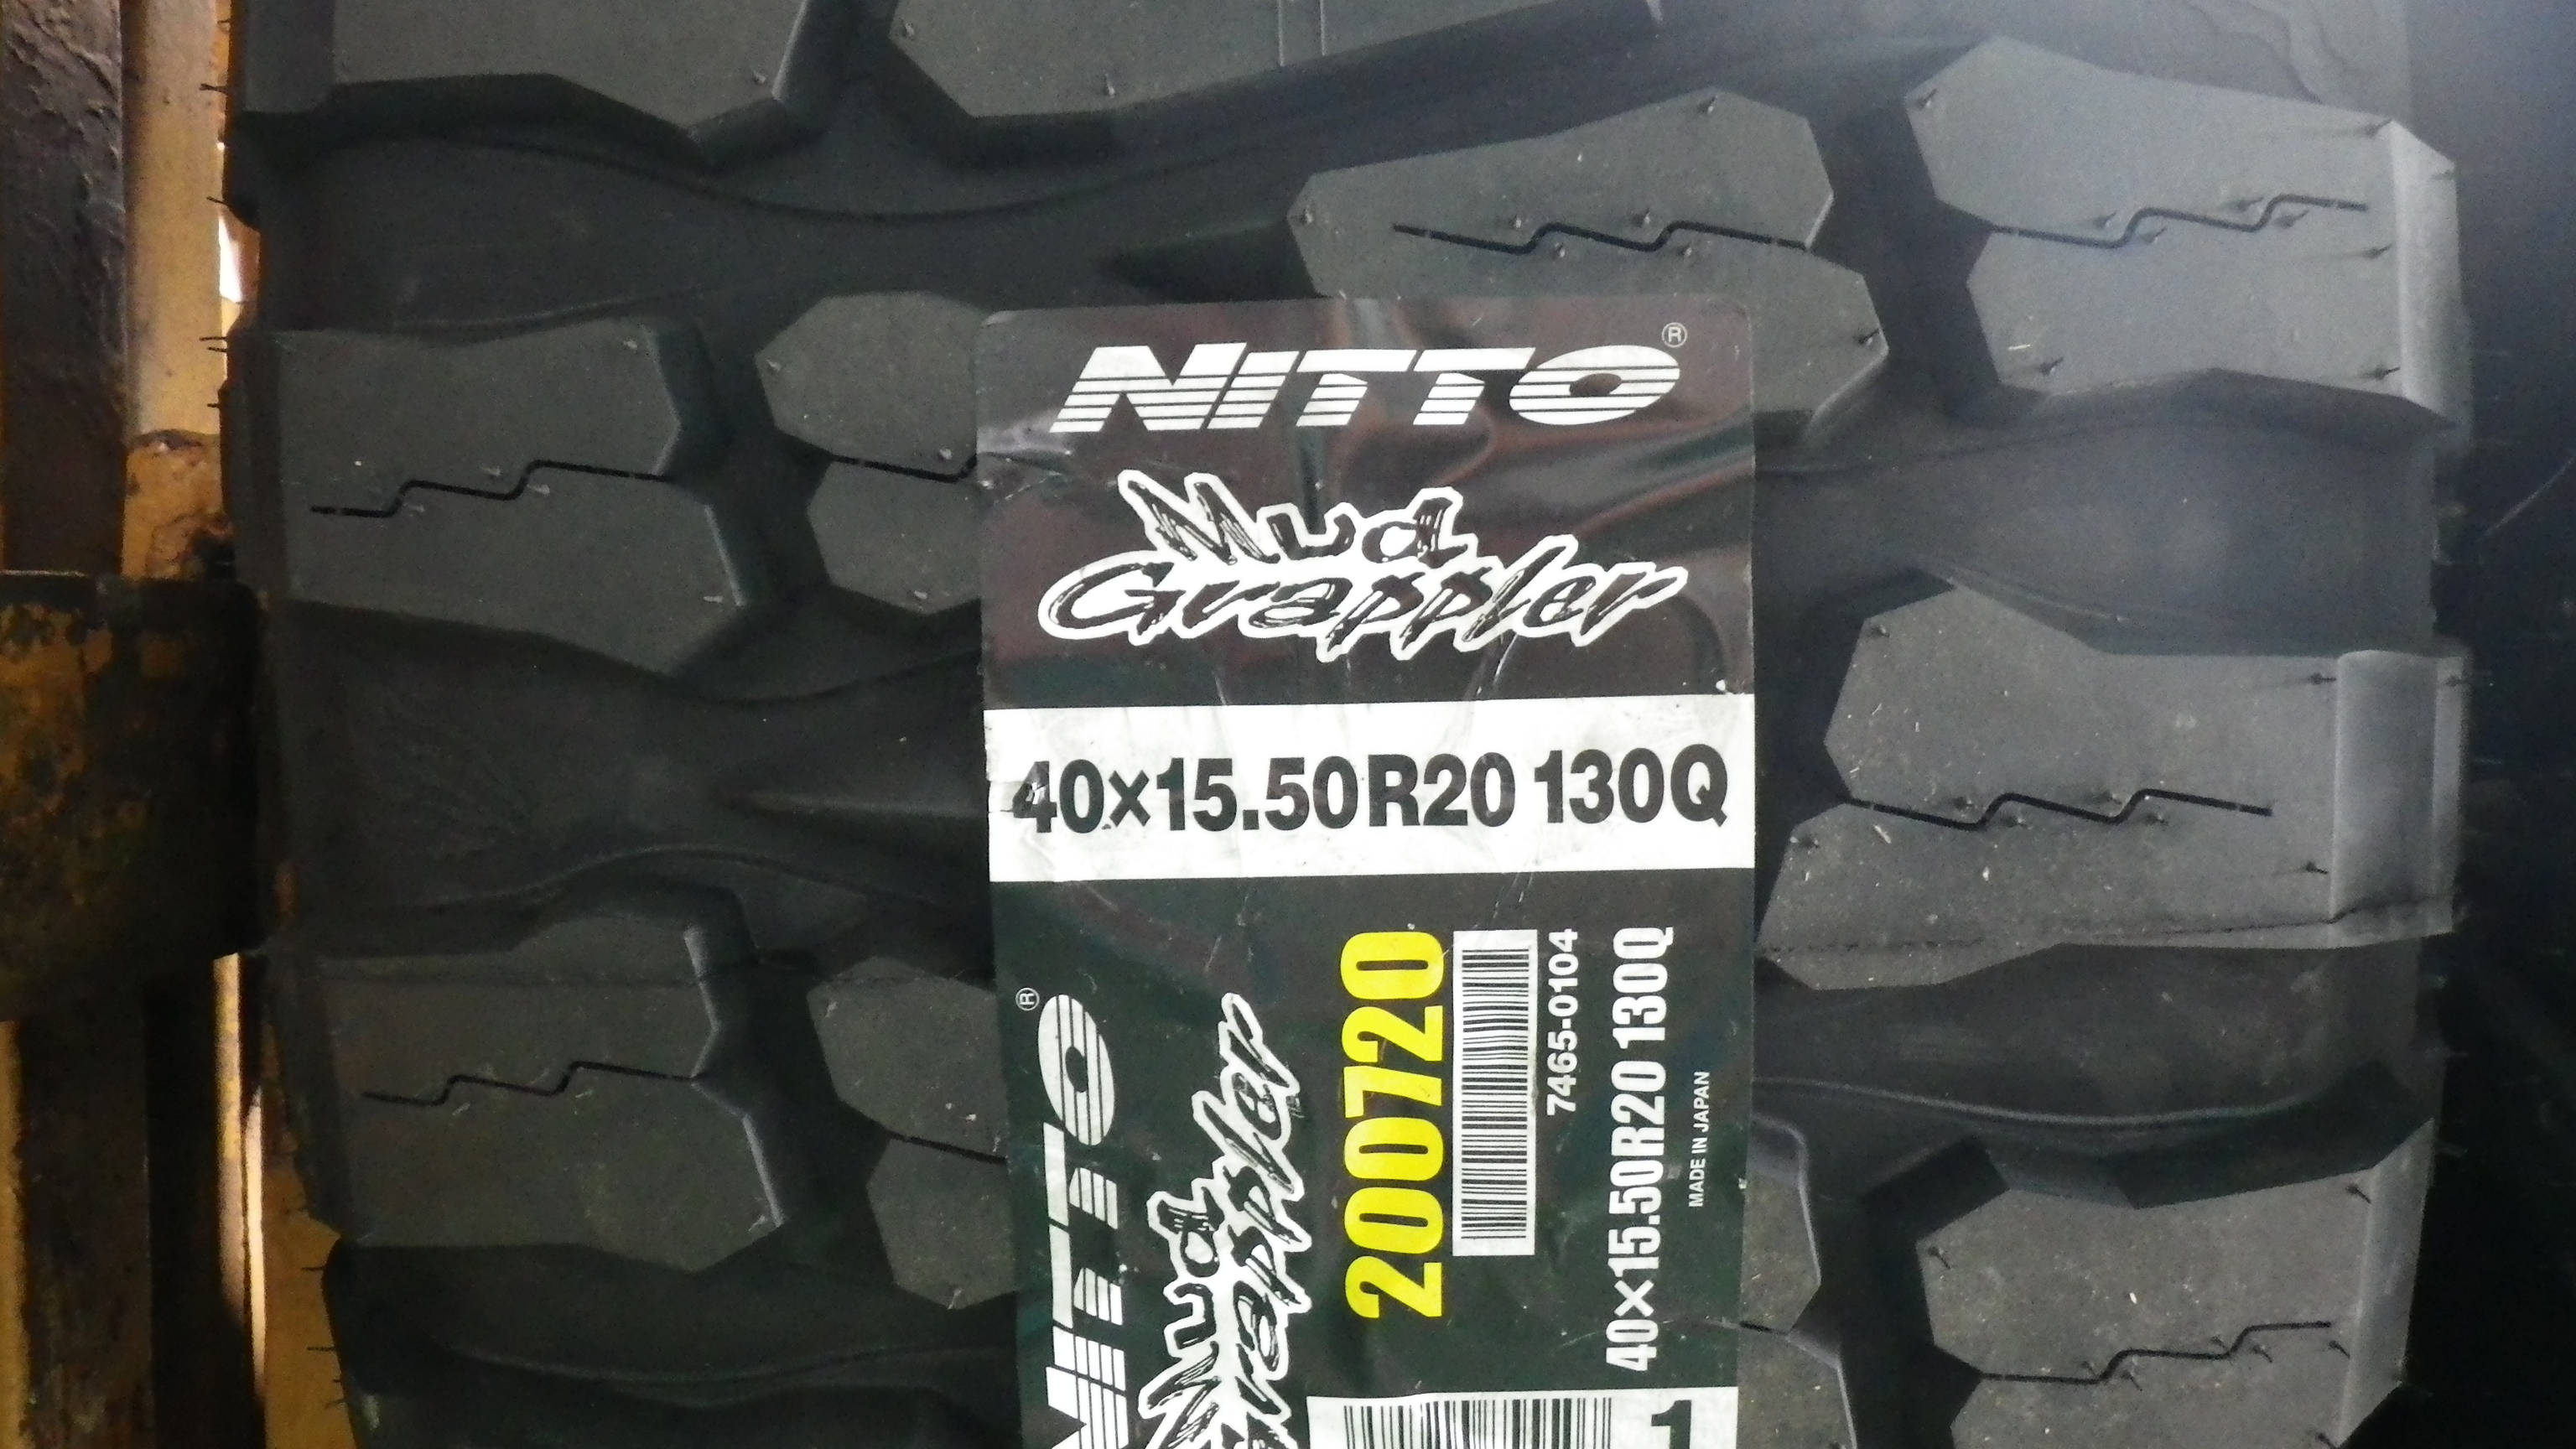 NITTO®
Mud
Grappler
40×15.50R20 130Q
NITTO®
Mud
Grappler
200720
7465-0104
40×15.50R20 130Q
MADE IN JAPAN
1